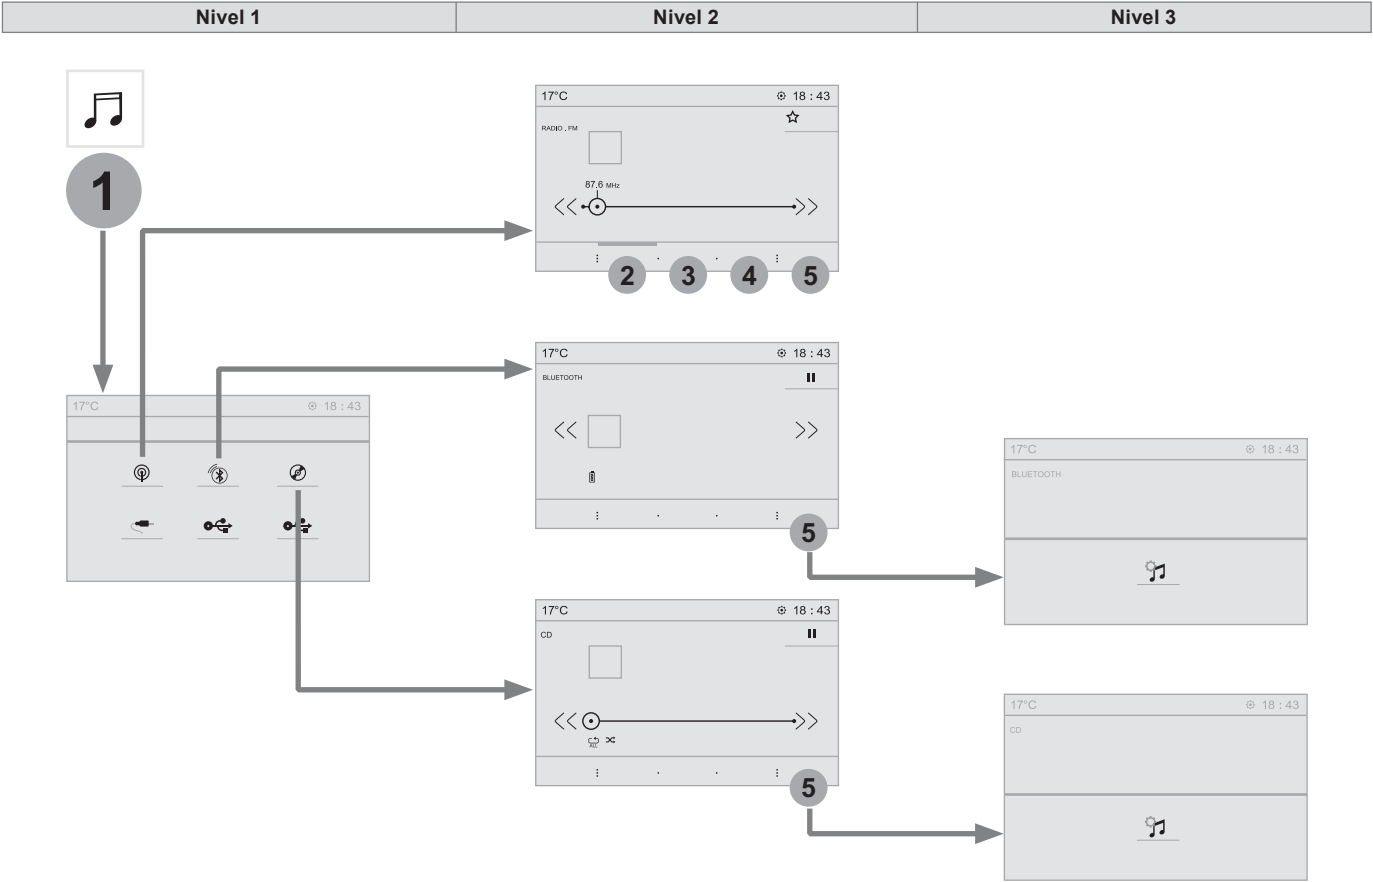 Nivel 1
Nivel 2
Nivel 3
1
17°C 18 : 43
RADIO . FM
87.6 MHz
2 3 4 5
17°C 18 : 43
BLUETOOTH
5
17°C 18 : 43
17°C 18 : 43
BLUETOOTH
17°C 18 : 43
CD
ALL
5
17°C 18 : 43
CD